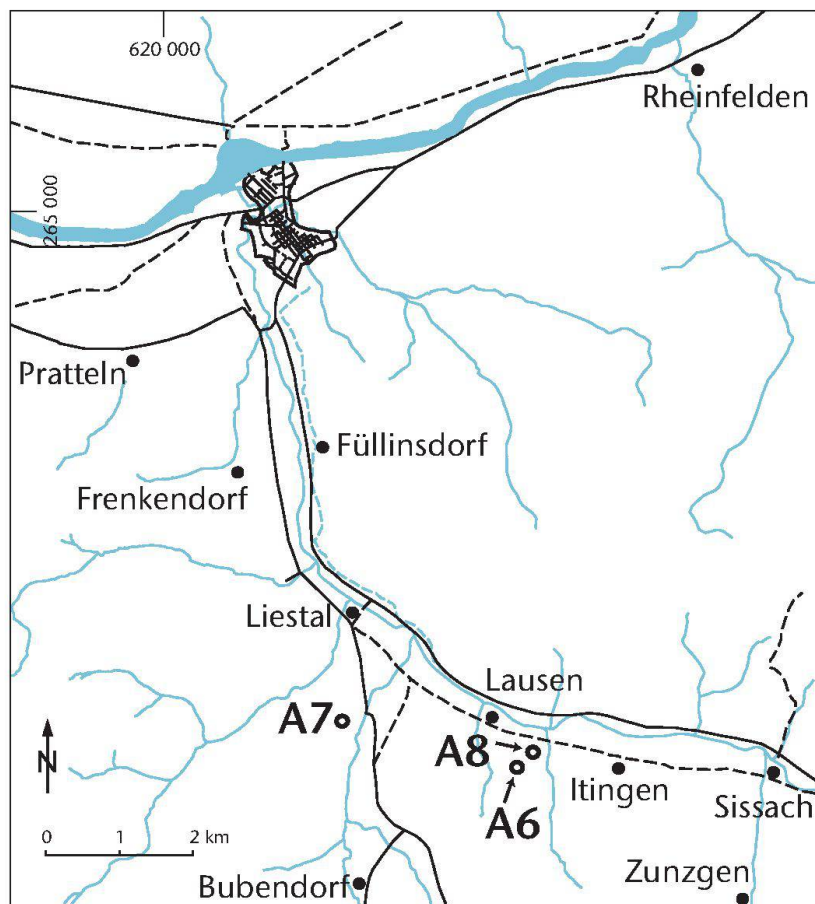 620 000
Rheinfelden
265 000
Pratteln
Füllinsdorf
Frenkendorf
Liestal
Lausen
A7
A8
N
Itingen
Sissach
A6
0 1 2 km
Bubendorf
Zunzgen